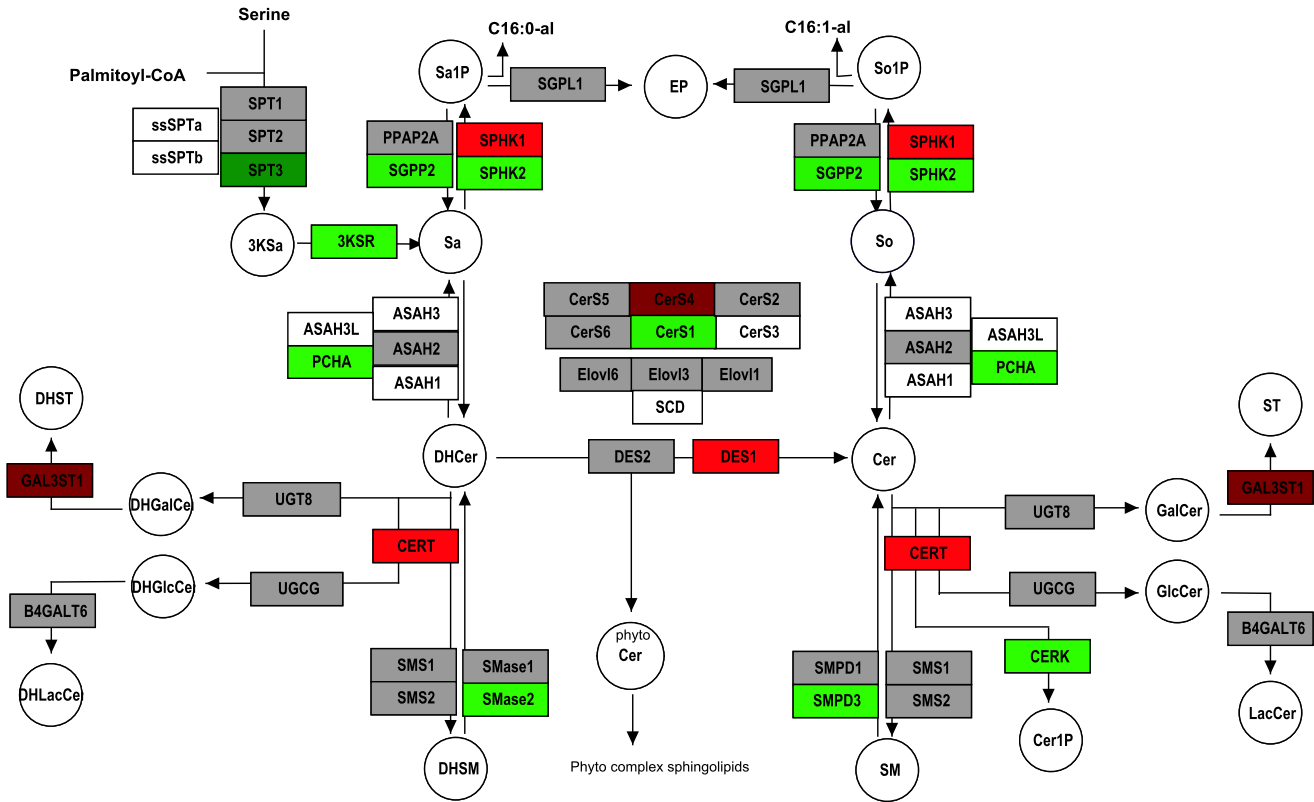 Serine
C16:0-al
C16:1-al
Palmitoyl-CoA
Sa1P
SGPL1
EP
SGPL1
So1P
SPT1
ssSPTa
SPT2
ssSPTb
SPT3
PPAP2A
SPHK1
SGPP2
SPHK2
PPAP2A
SPHK1
SGPP2
SPHK2
3KSa
3KSR
Sa
So
CerS5
CerS4
CerS2
CerS6
CerS1
CerS3
ASAH3
ASAH3L
ASAH2
PCHA
ASAH1
ASAH3
ASAH3L
ASAH2
PCHA
ASAH1
Elovl6
Elovl3
Elovl1
SCD
DHST
ST
DHCer
DES2
DES1
Cer
GAL3ST1
DHGalCe
UGT8
UGT8
GalCer
GAL3ST1
CERT
CERT
DHGlcCe
UGCG
UGCG
GlcCer
B4GALT6
B4GALT6
phyto
Cer
CERK
SMS1
SMase1
SMS2
SMase2
SMPD1
SMS1
SMPD3
SMS2
DHLacCe
LacCer
Cer1P
DHSM
Phyto complex sphingolipids
SM